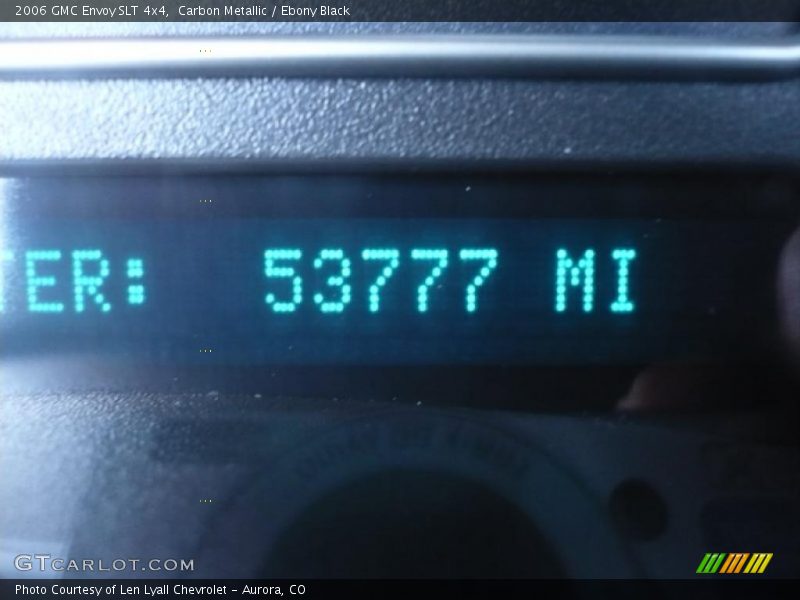 2006 GMC Envoy SLT 4x4, Carbon Metallic / Ebony Black
TER: 53777 MI
GTCARLOT.COM
Photo Courtesy of Len Lyall Chevrolet - Aurora, CO